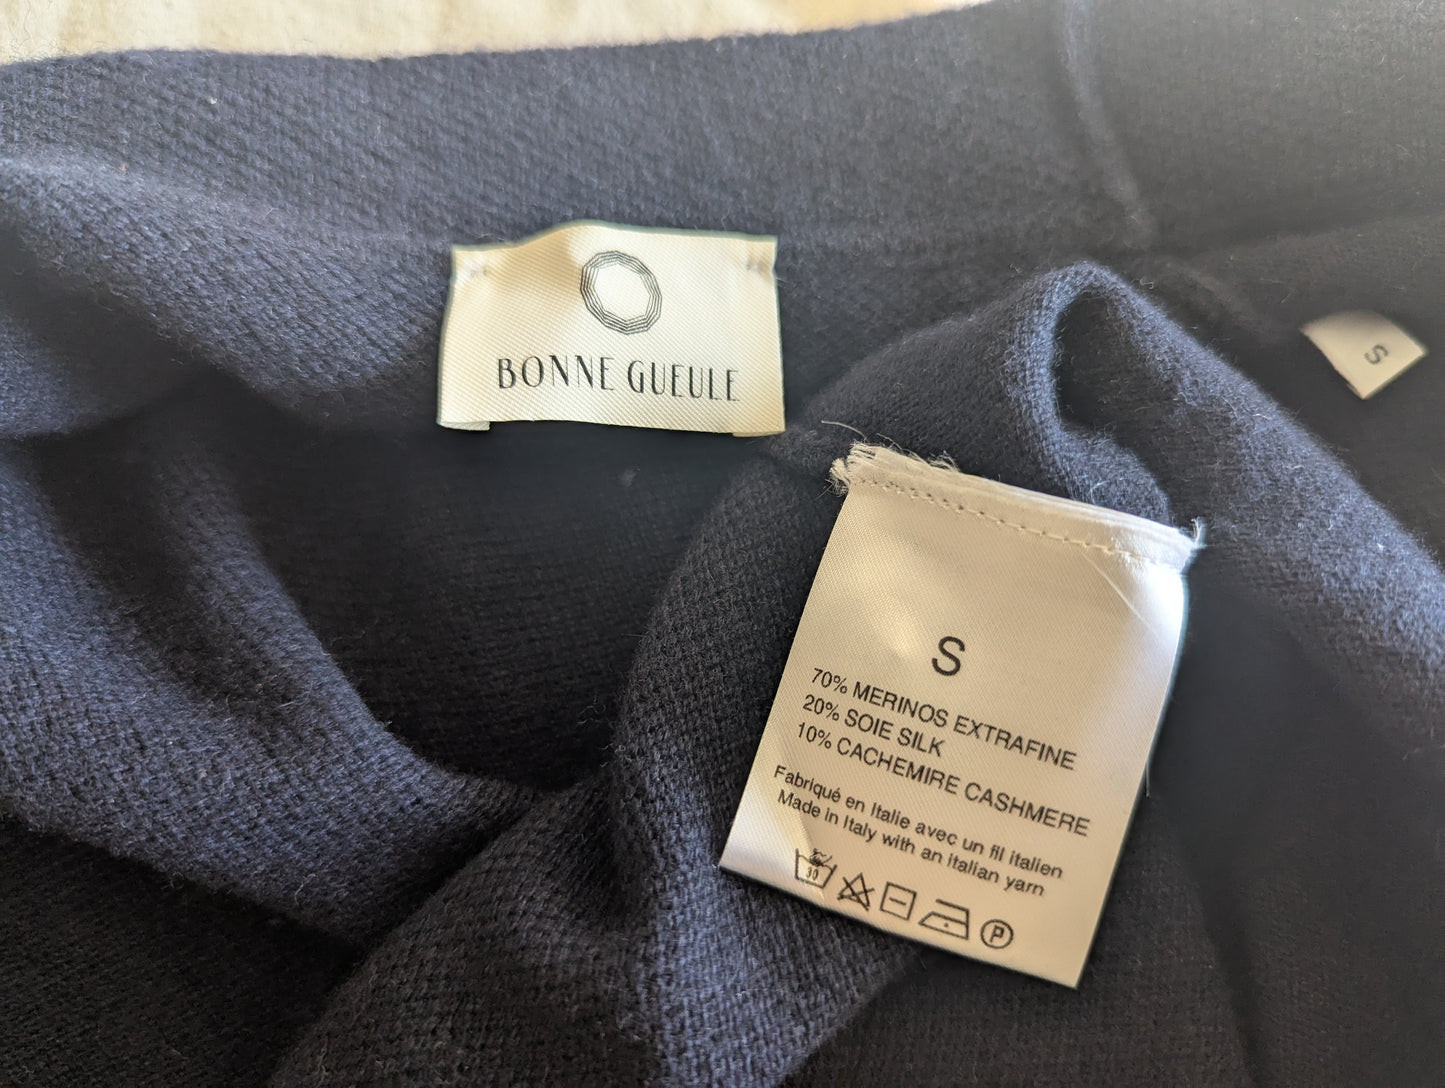 BONNE GUEULE
S
S
70% MERINOS EXTRAFINE
20% SOIE SILK
10% CACHEMIRE CASHMERE
Fabriqué en Italie avec un fil italien
Made in Italy with an italian yarn
30
P